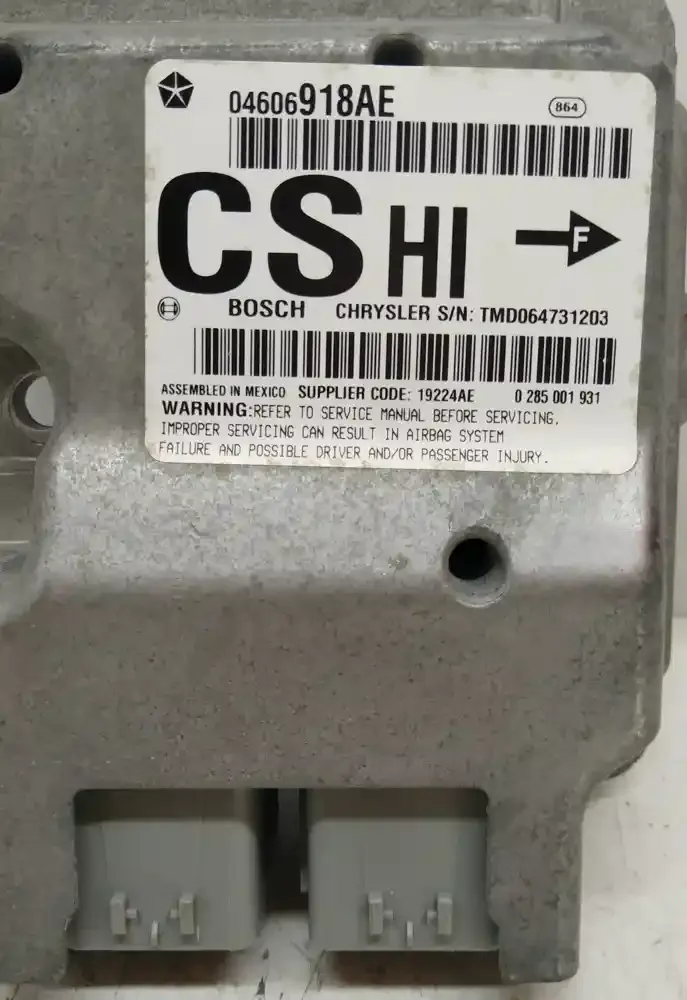 04606918AE 864
CS HI F
BOSCH CHRYSLER S/N: TMD064731203
ASSEMBLED IN MEXICO SUPPLIER CODE: 19224AE 0 285 001 931
WARNING:REFER TO SERVICE MANUAL BEFORE SERVICING,
IMPROPER SERVICING CAN RESULT IN AIRBAG SYSTEM
FAILURE AND POSSIBLE DRIVER AND/OR PASSENGER INJURY.